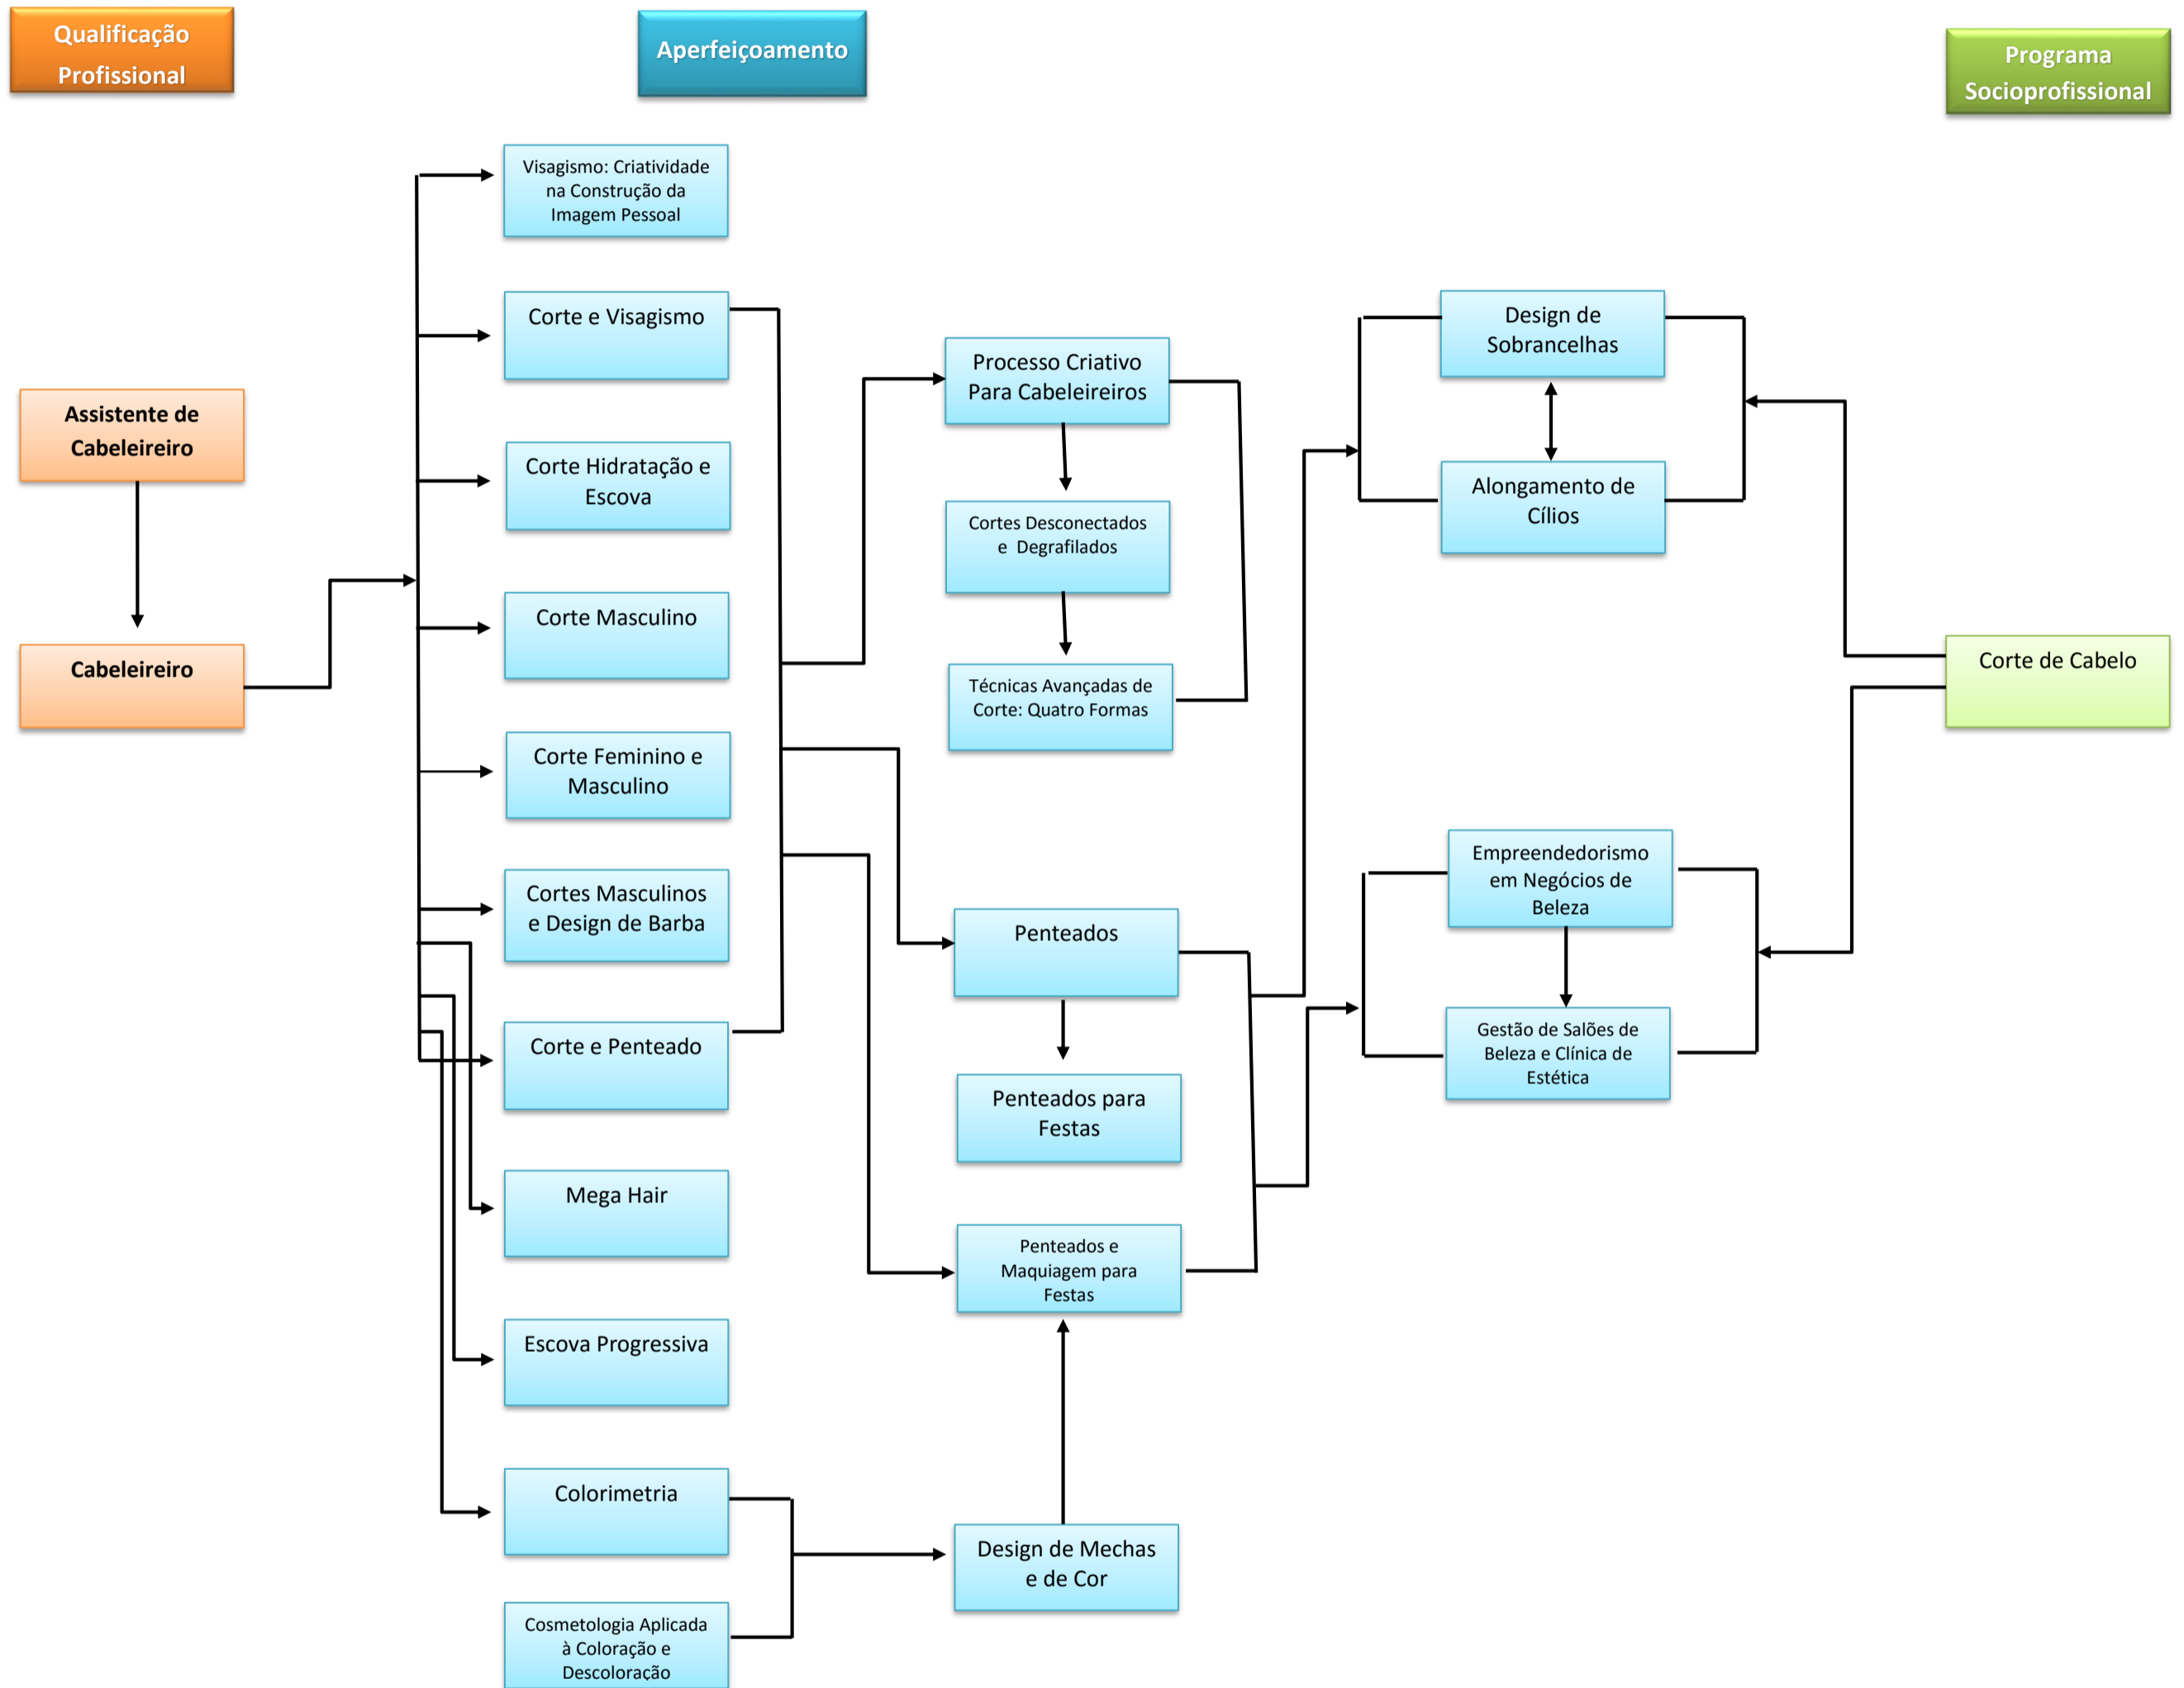 Qualificação
Profissional
Aperfeiçoamento
Programa
Socioprofissional
Assistente de
Cabeleireiro
Cabeleireiro
Visagismo: Criatividade
na Construção da
Imagem Pessoal
Corte e Visagismo
Corte Hidratação e
Escova
Corte Masculino
Corte Feminino e
Masculino
Cortes Masculinos
e Design de Barba
Corte e Penteado
Mega Hair
Escova Progressiva
Colorimetria
Cosmetologia Aplicada
à Coloração e
Descoloração
Processo Criativo
Para Cabeleireiros
Cortes Desconectados
e Degrafilados
Técnicas Avançadas de
Corte: Quatro Formas
Penteados
Penteados para
Festas
Penteados e
Maquiagem para
Festas
Design de Mechas
e de Cor
Design de
Sobrancelhas
Alongamento de
Cílios
Empreendedorismo
em Negócios de
Beleza
Gestão de Salões de
Beleza e Clínica de
Estética
Corte de Cabelo